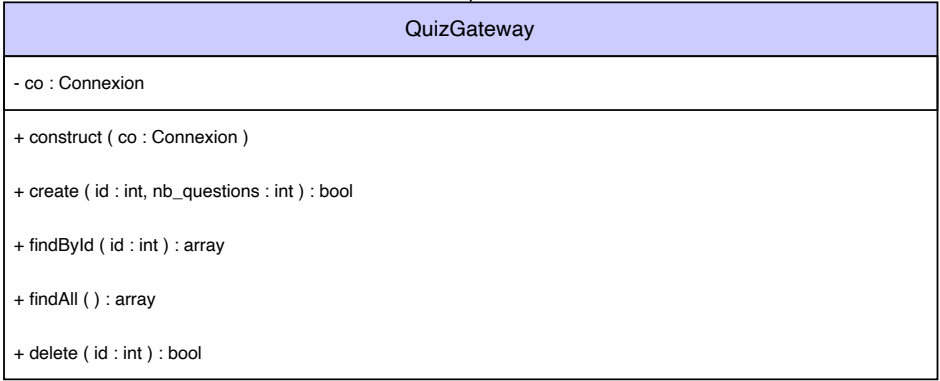 QuizGateway
- co : Connexion
+ construct ( co : Connexion )
+ create ( id : int, nb_questions : int ) : bool
+ findById ( id : int ) : array
+ findAll ( ) : array
+ delete ( id : int ) : bool